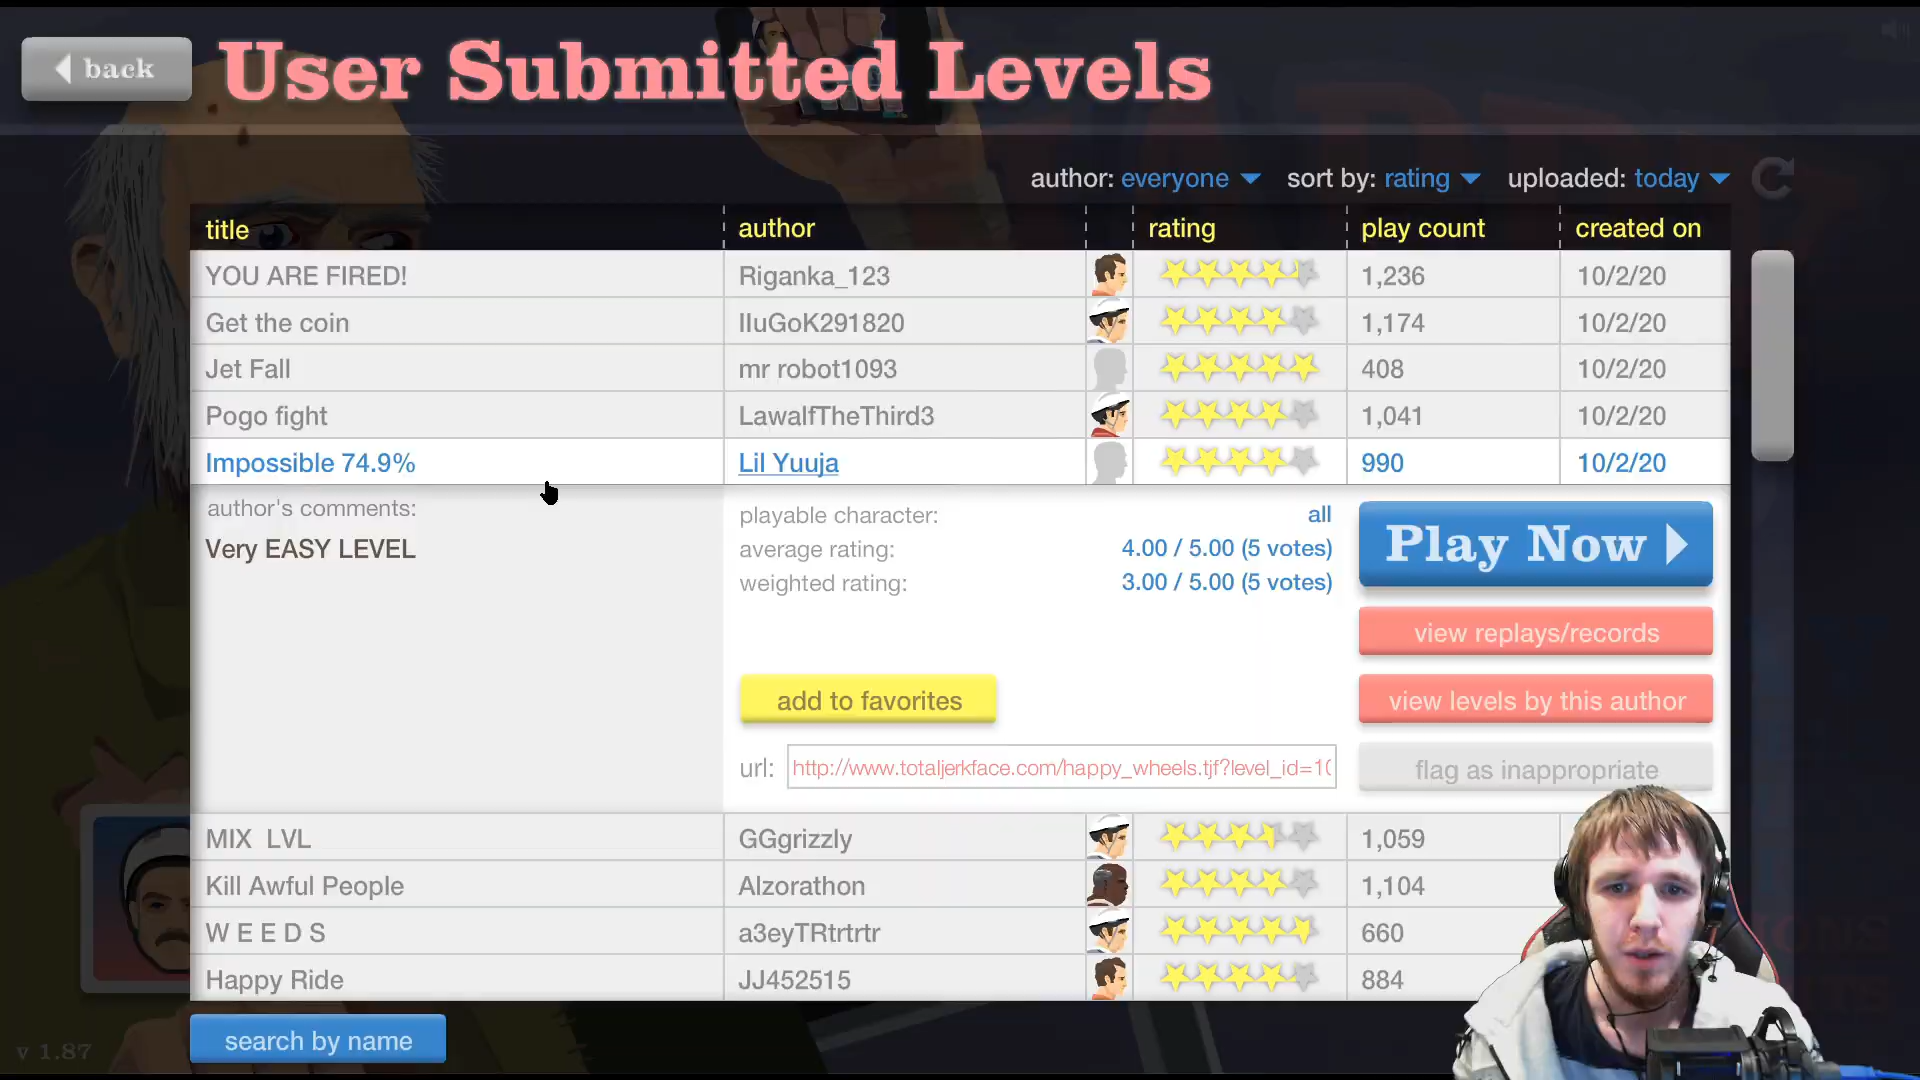 back
User Submitted Levels
author: everyone sort by: rating uploaded: today
title author rating play count created on
YOU ARE FIRED! Riganka_123 1,236 10/2/20
Get the coin IIuGoK291820 1,174 10/2/20
Jet Fall mr robot1093 408 10/2/20
Pogo fight LawalfTheThird3 1,041 10/2/20
Impossible 74.9% Lil Yuuja 990 10/2/20
author's comments:
Very EASY LEVEL
playable character: all
average rating: 4.00 / 5.00 (5 votes)
weighted rating: 3.00 / 5.00 (5 votes)
Play Now
view replays/records
add to favorites
view levels by this author
url: http://www.totaljerkface.com/happy_wheels.tjf?level_id=1
flag as inappropriate
MIX LVL GGgrizzly 1,059
Kill Awful People Alzorathon 1,104
W E E D S a3eyTRtrtrtr 660
Happy Ride JJ452515 884
search by name
v 1.87